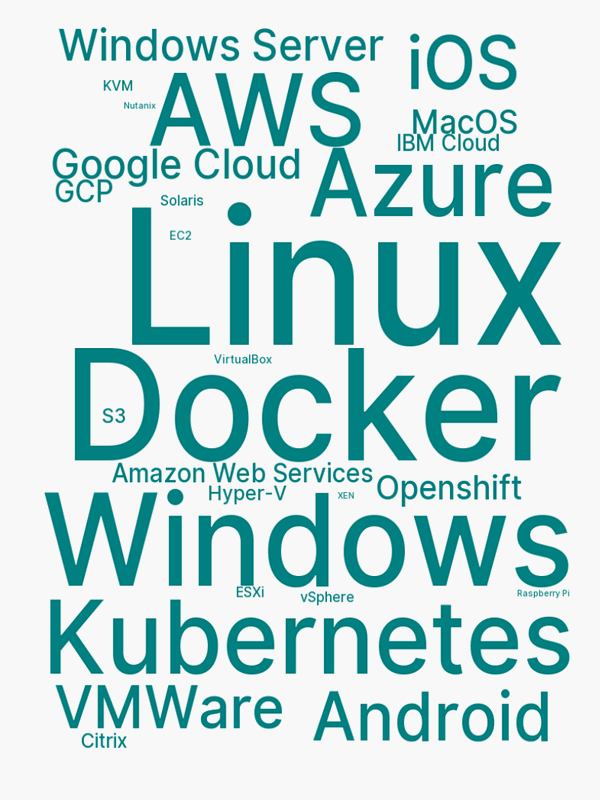 Windows Server
iOS
KVM
Nutanix
AWS
MacOS
IBM Cloud
Google Cloud
Azure
GCP
Solaris
EC2
Linux
VirtualBox
Docker
S3
Amazon Web Services
Openshift
Hyper-V
XEN
Windows
ESXi
vSphere
Raspberry Pi
Kubernetes
VMWare
Android
Citrix